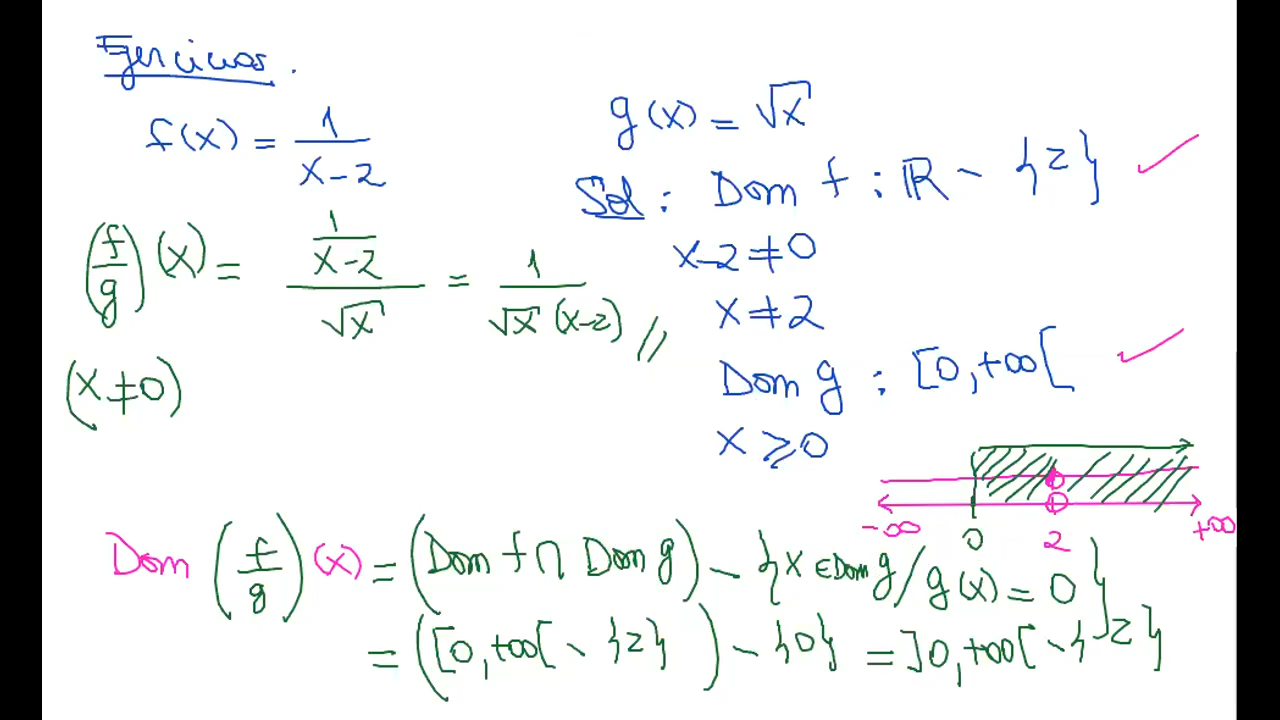 Ejercicios.
f(x) = 1/(x-2)
g(x) = √x
Sol : Dom f : ℝ - {2}
x-2 ≠ 0
x ≠ 2
Dom g : [0, +∞[
x ≥ 0
(f/g)(x) = (1/(x-2))/√x = 1/(√x (x-2)) //
(x ≠ 0)
-∞ 0 2 +∞
Dom (f/g)(x) = (Dom f ∩ Dom g) - {x ∈ Dom g / g(x) = 0}
= ([0, +∞[ - {2}) - {0} = ]0, +∞[ - {2}